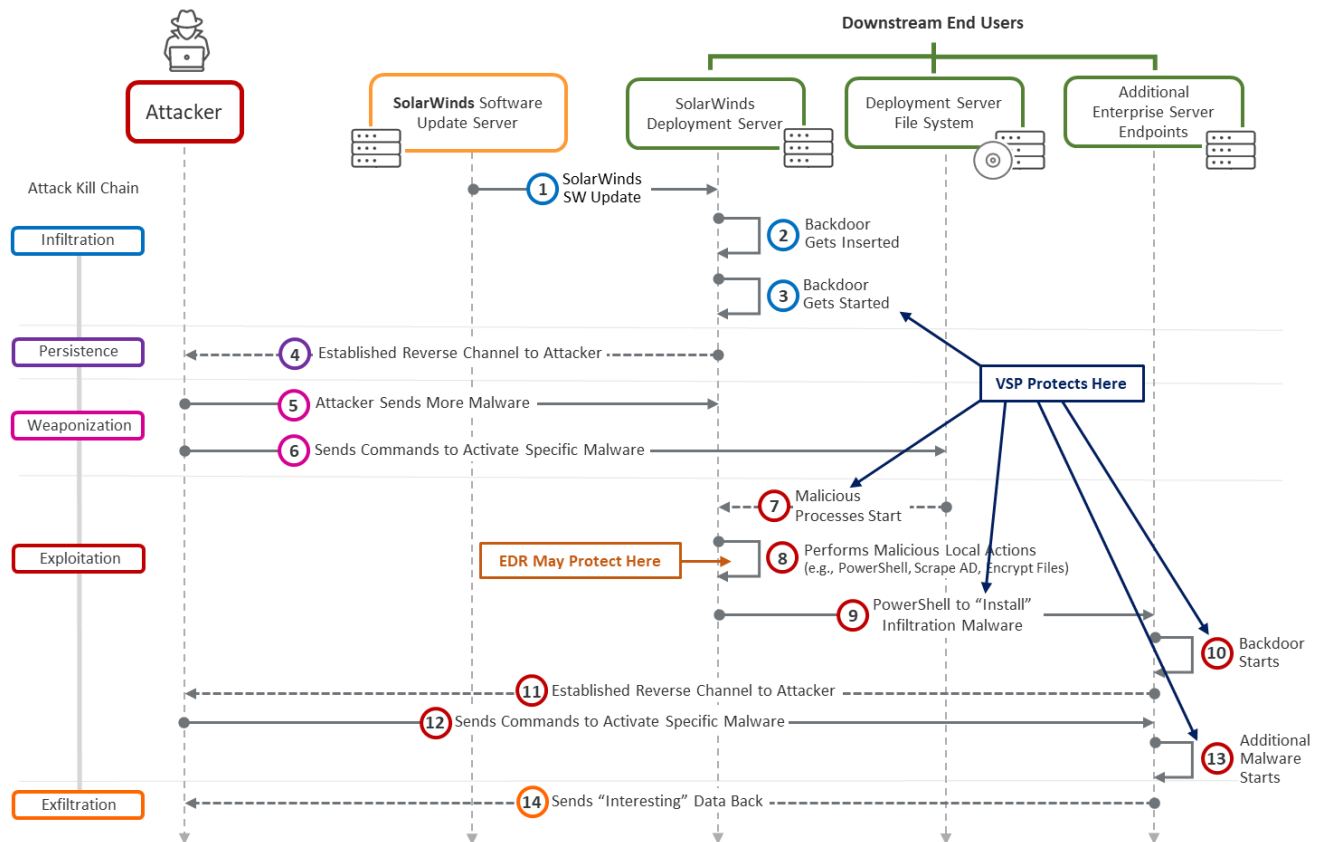 Downstream End Users
Attacker
SolarWinds Software
Update Server
SolarWinds
Deployment Server
Deployment Server
File System
Additional
Enterprise Server
Endpoints
Attack Kill Chain
1
SolarWinds
SW Update
Infiltration
2
Backdoor
Gets Inserted
3
Backdoor
Gets Started
Persistence
4
Established Reverse Channel to Attacker
VSP Protects Here
Weaponization
5
Attacker Sends More Malware
6
Sends Commands to Activate Specific Malware
7
Malicious
Processes Start
Exploitation
EDR May Protect Here
8
Performs Malicious Local Actions
(e.g., PowerShell, Scrape AD, Encrypt Files)
9
PowerShell to “Install”
Infiltration Malware
10
Backdoor
Starts
11
Established Reverse Channel to Attacker
12
Sends Commands to Activate Specific Malware
13
Additional
Malware
Starts
Exfiltration
14
Sends “Interesting” Data Back